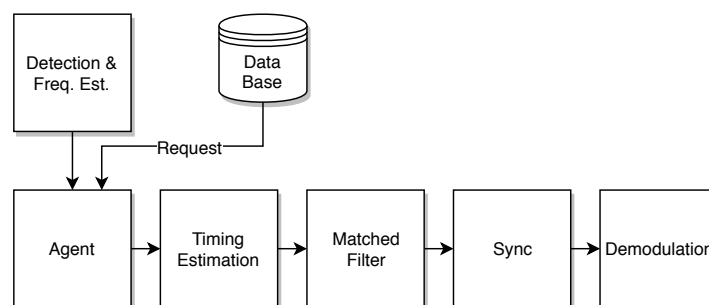 Detection &
Freq. Est.
Data
Base
Request
Agent
Timing
Estimation
Matched
Filter
Sync
Demodulation